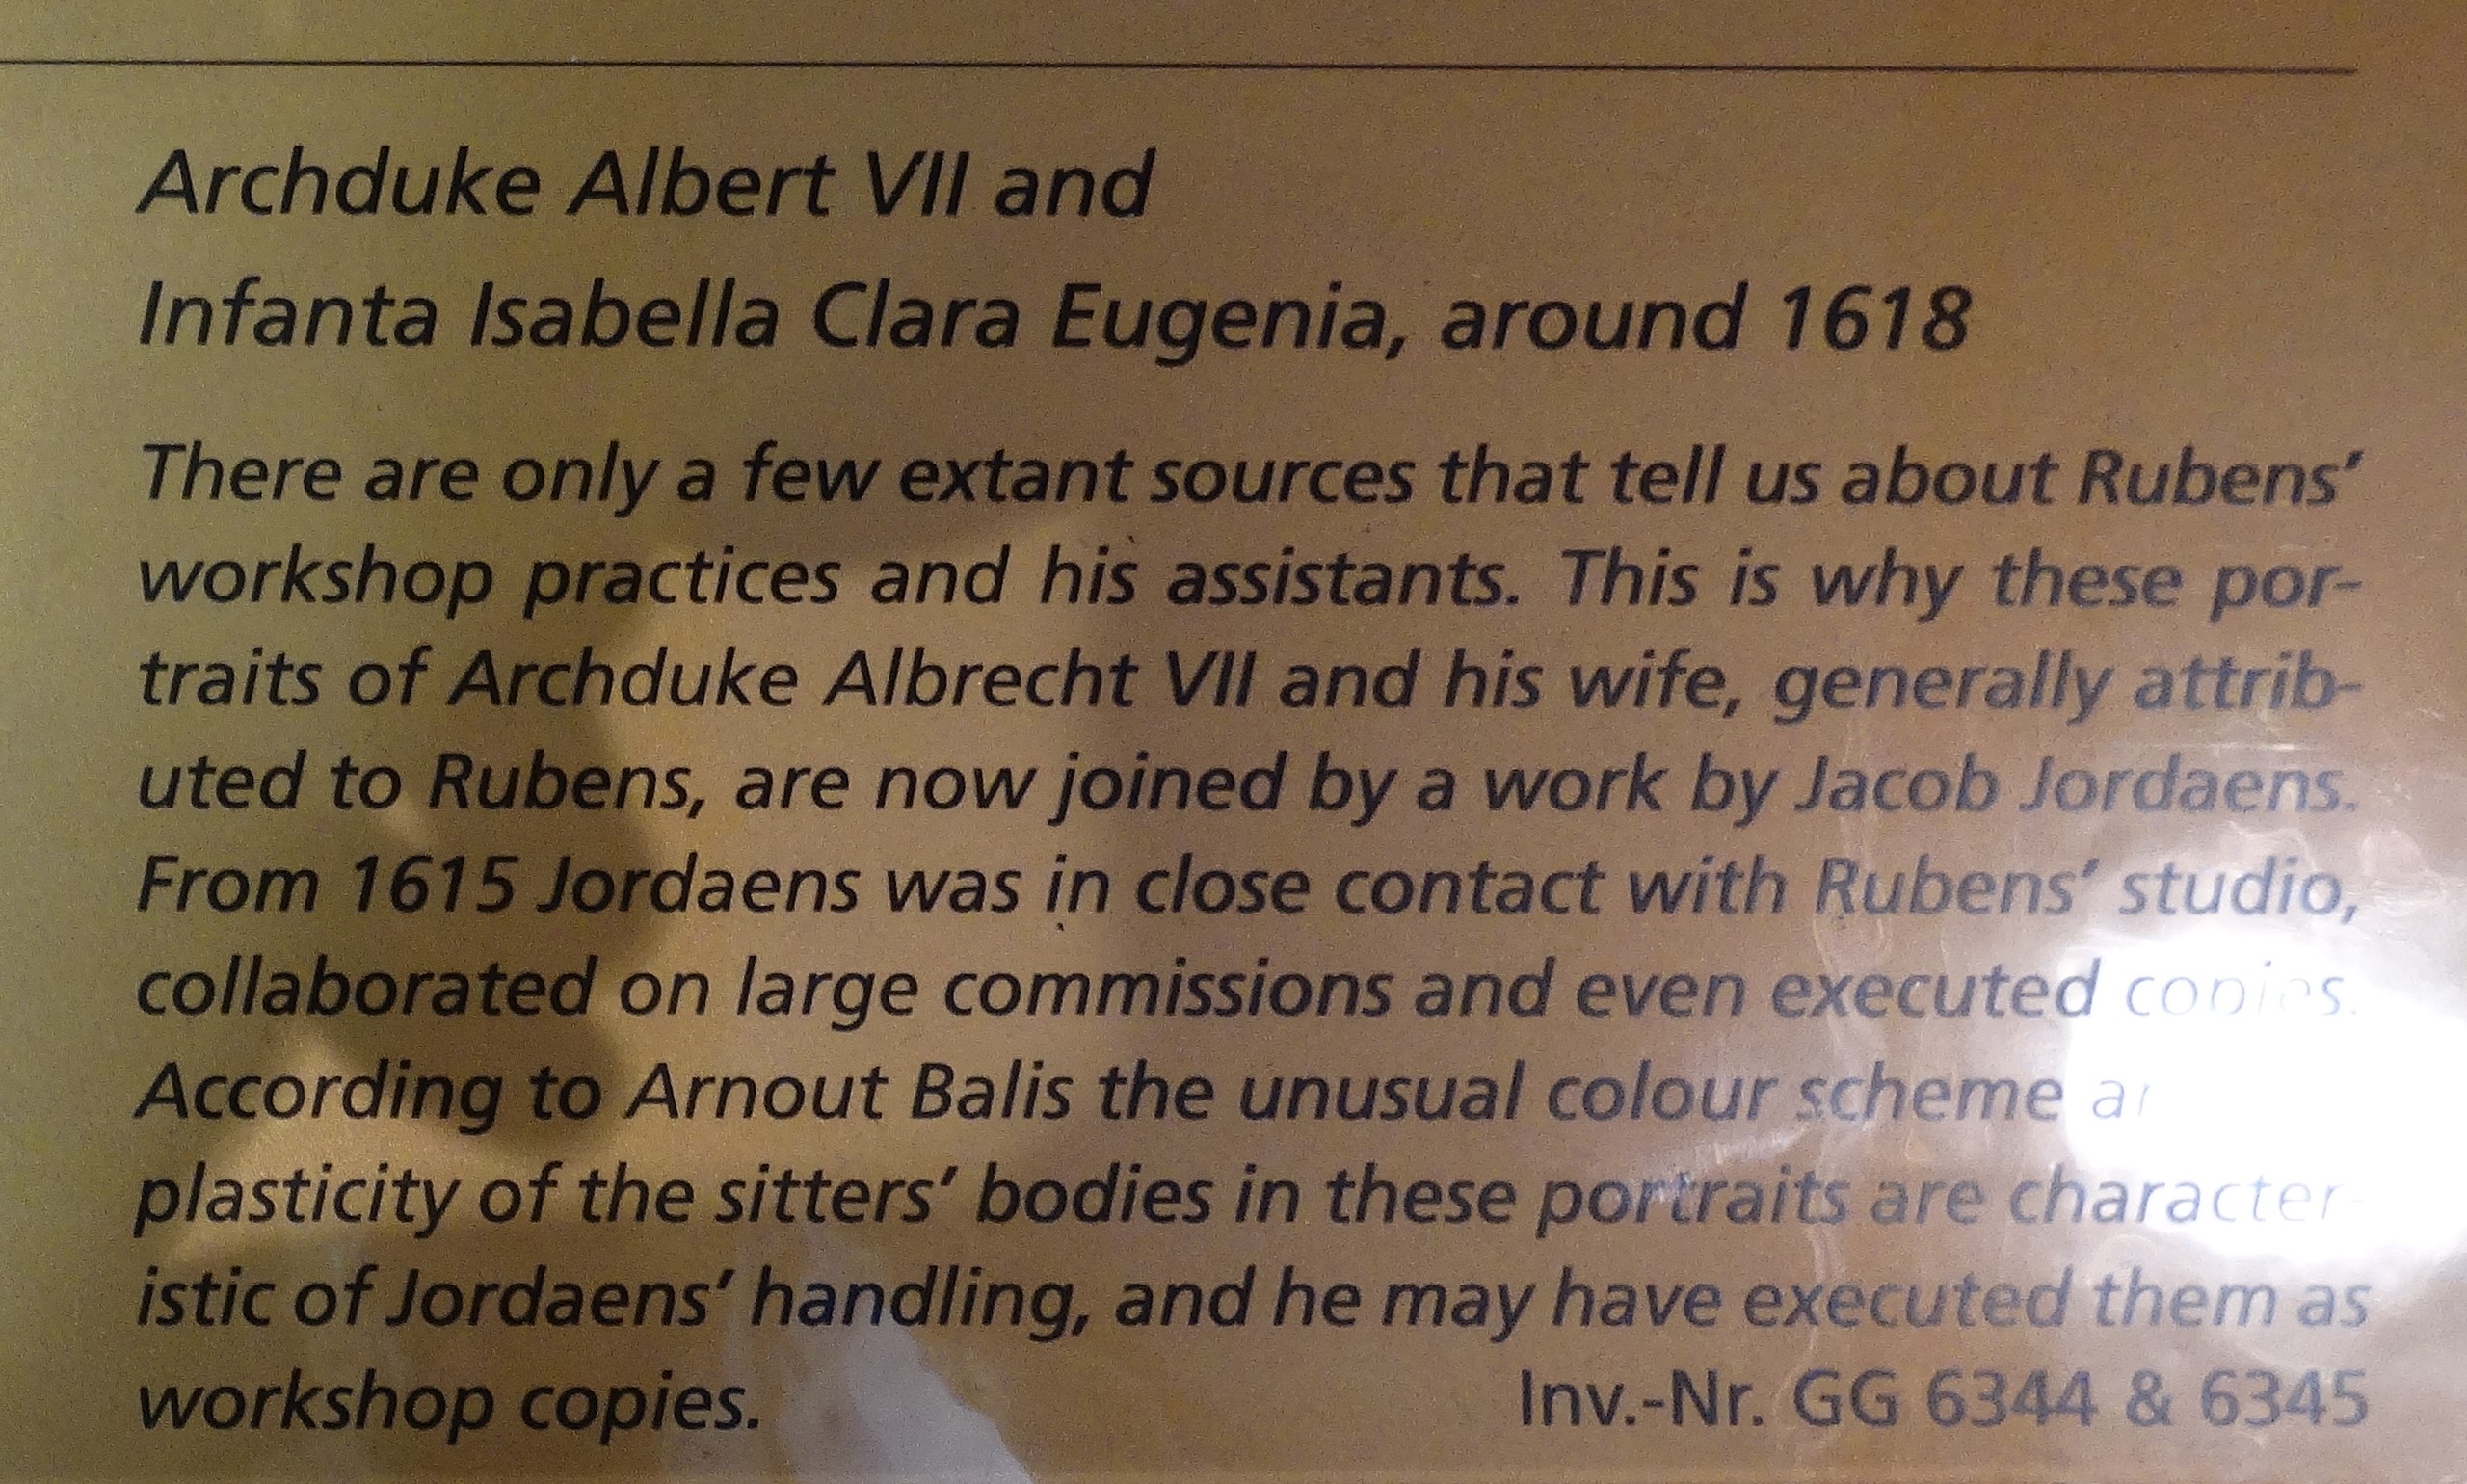 Archduke Albert VII and
Infanta Isabella Clara Eugenia, around 1618
There are only a few extant sources that tell us about Rubens’
workshop practices and his assistants. This is why these por-
traits of Archduke Albrecht VII and his wife, generally attrib-
uted to Rubens, are now joined by a work by Jacob Jordaens.
From 1615 Jordaens was in close contact with Rubens’ studio,
collaborated on large commissions and even executed copies.
According to Arnout Balis the unusual colour scheme
plasticity of the sitters’ bodies in these portraits are character-
istic of Jordaens’ handling, and he may have executed them as
workshop copies. Inv.-Nr. GG 6344 & 6345